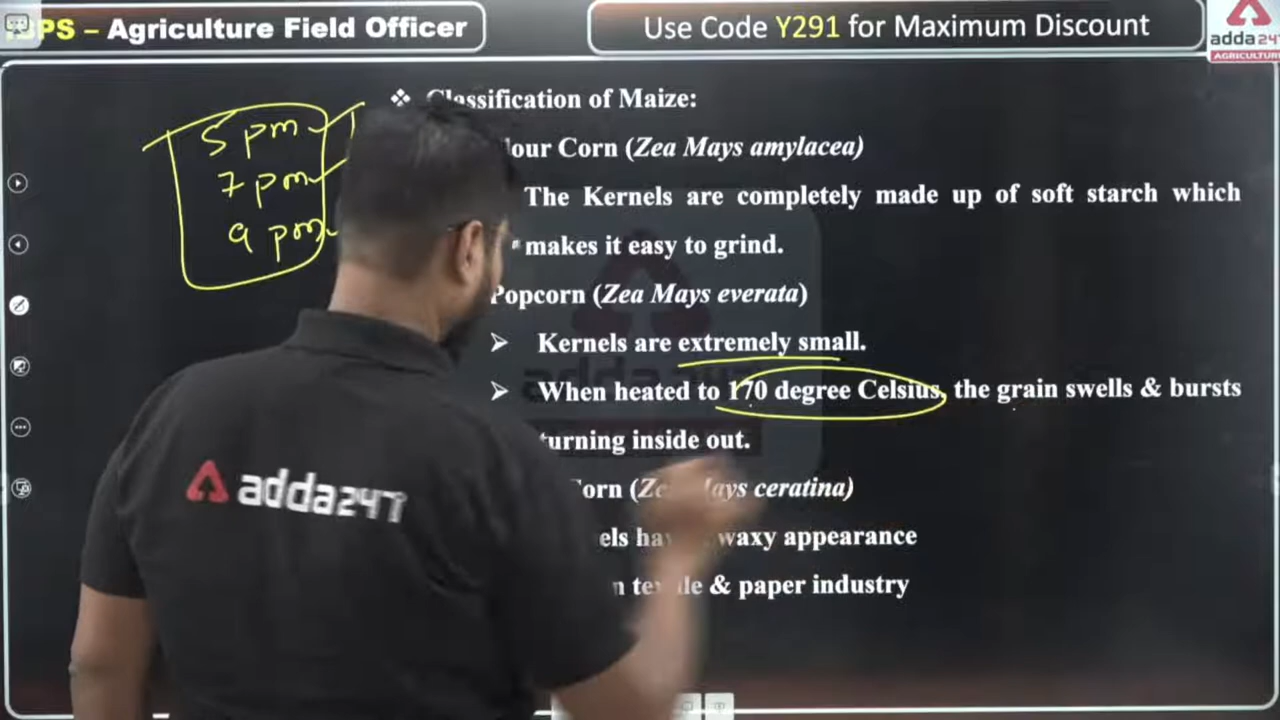 IBPS – Agriculture Field Officer
Use Code Y291 for Maximum Discount
adda247
AGRICULTURE
5 pm
7 pm
9 pm
❖ Classification of Maize:
lour Corn (Zea Mays amylacea)
The Kernels are completely made up of soft starch which
makes it easy to grind.
Popcorn (Zea Mays everata)
➢ Kernels are extremely small.
➢ When heated to 170 degree Celsius, the grain swells & bursts
turning inside out.
orn (Ze Mays ceratina)
els ha waxy appearance
n te le & paper industry
adda247